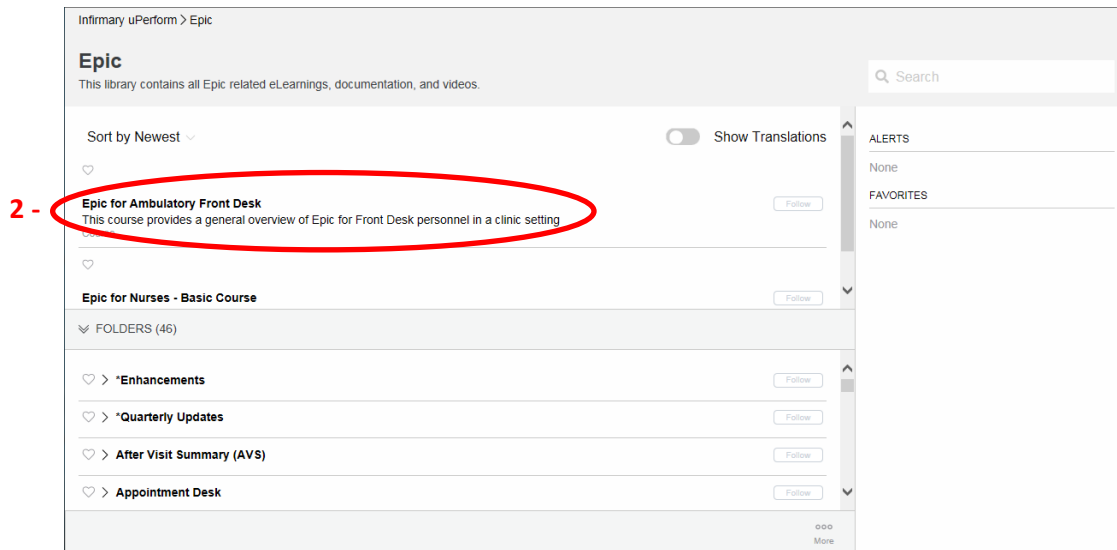 Infirmary uPerform > Epic
Epic
This library contains all Epic related eLearnings, documentation, and videos.
Search
Sort by Newest
Show Translations
ALERTS
None
FAVORITES
None
2 -
Epic for Ambulatory Front Desk
Follow
This course provides a general overview of Epic for Front Desk personnel in a clinic setting
Course
Epic for Nurses - Basic Course
Follow
FOLDERS (46)
*Enhancements
Follow
*Quarterly Updates
Follow
After Visit Summary (AVS)
Follow
Appointment Desk
Follow
More